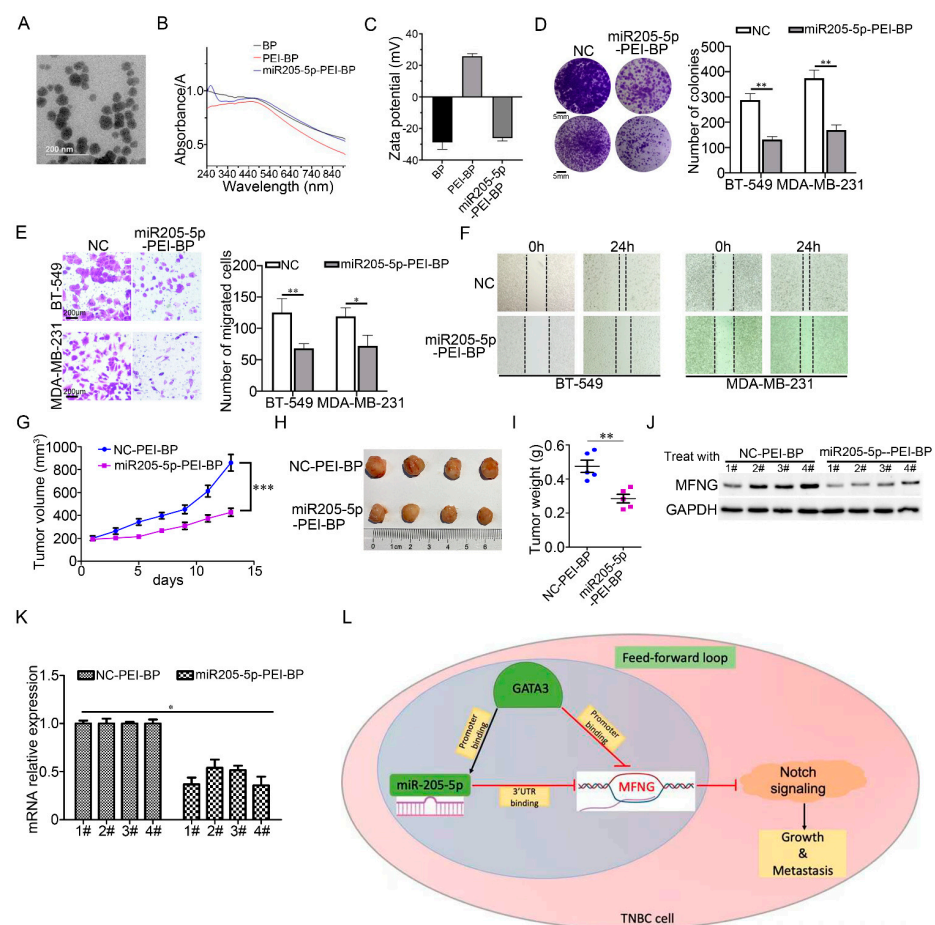 A
200 nm
B
Absorbance/A
1.0
0.5
BP
PEI-BP
miR205-5p-PEI-BP
240 340 440 540 640 740 840
Wavelength (nm)
C
Zata potential (mV)
40
20
0
-20
-40
BP
PEI-BP
miR205-5p
-PEI-BP
D
NC
miR205-5p
-PEI-BP
5mm
5mm
NC
miR205-5p-PEI-BP
Number of colonies
500
400
300
200
100
0
**
**
BT-549
MDA-MB-231
E
NC
miR205-5p
-PEI-BP
BT-549
MDA-MB-231
200um
200um
NC
miR205-5p-PEI-BP
Number of migrated cells
200
150
100
50
0
**
*
BT-549 MDA-MB-231
F
0h
24h
0h
24h
NC
miR205-5p
-PEI-BP
BT-549
MDA-MB-231
G
NC-PEI-BP
miR205-5p-PEI-BP
Tumor volume (mm³)
1000
800
600
400
200
0
0 5 10 15
days
***
H
NC-PEI-BP
miR205-5p
-PEI-BP
0 1cm 2 3 4 5 6
I
Tumor weight (g)
0.6
0.4
0.2
0.0
**
NC-PEI-BP
miR205-5p
-PEI-BP
J
Treat with
NC-PEI-BP
miR205-5p--PEI-BP
1# 2# 3# 4# 1# 2# 3# 4#
MFNG
GAPDH
K
NC-PEI-BP
miR205-5p-PEI-BP
mRNA relative expression
1.5
1.0
0.5
0.0
*
1# 2# 3# 4# 1# 2# 3# 4#
L
Feed-forward loop
GATA3
Promoter
binding
Promoter
binding
miR-205-5p
3'UTR
binding
MFNG
Notch
signaling
Growth
&
Metastasis
TNBC cell